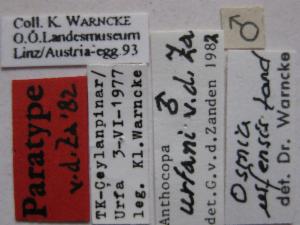 Coll. K. WARNCKE
O.Ö.Landesmuseum
Linz/Austria-egg.93
♂
Paratype
v.d.Za '82
TK-Ceylanpinar/
Urfa 3-VI-1977
leg. Kl.Warncke
Anthocopa ♂
urfani v.d. Za
det.G.v.d.Zanden 1982
Osmia
det. Dr. Warncke